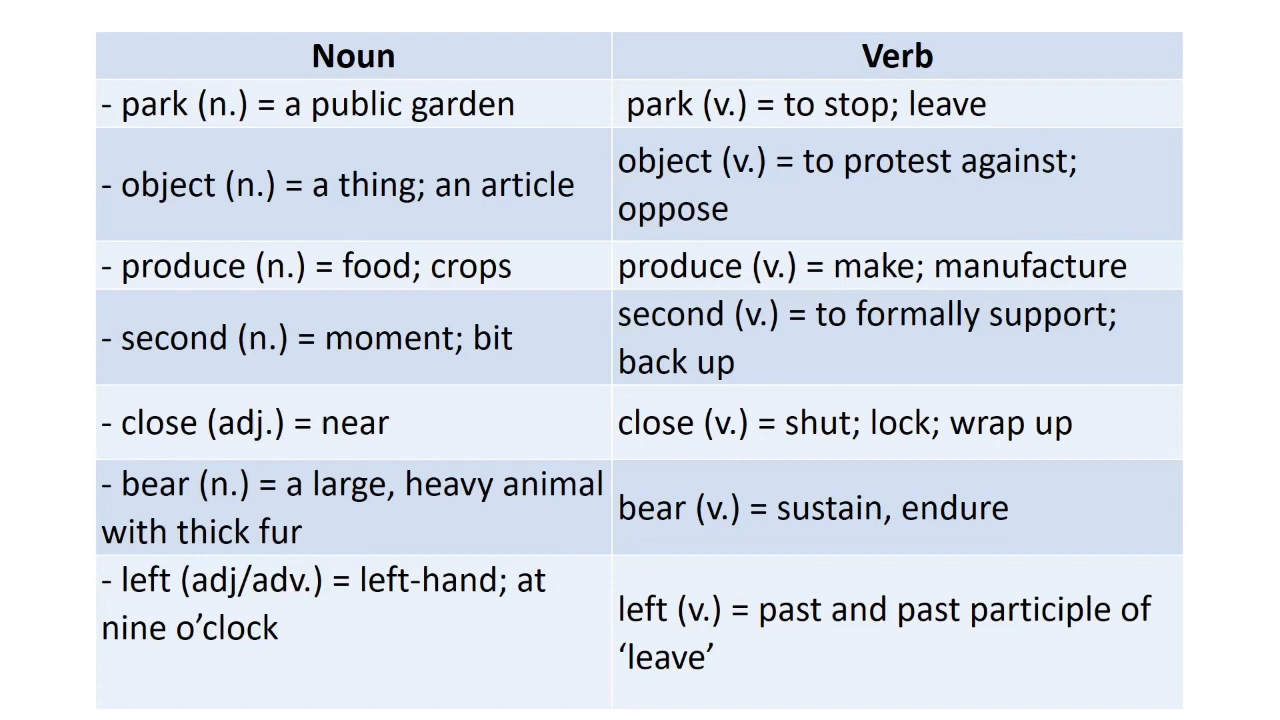 Noun
Verb
- park (n.) = a public garden
park (v.) = to stop; leave
- object (n.) = a thing; an article
object (v.) = to protest against;
oppose
- produce (n.) = food; crops
produce (v.) = make; manufacture
- second (n.) = moment; bit
second (v.) = to formally support;
back up
- close (adj.) = near
close (v.) = shut; lock; wrap up
- bear (n.) = a large, heavy animal
with thick fur
bear (v.) = sustain, endure
- left (adj/adv.) = left-hand; at
nine o’clock
left (v.) = past and past participle of
‘leave’